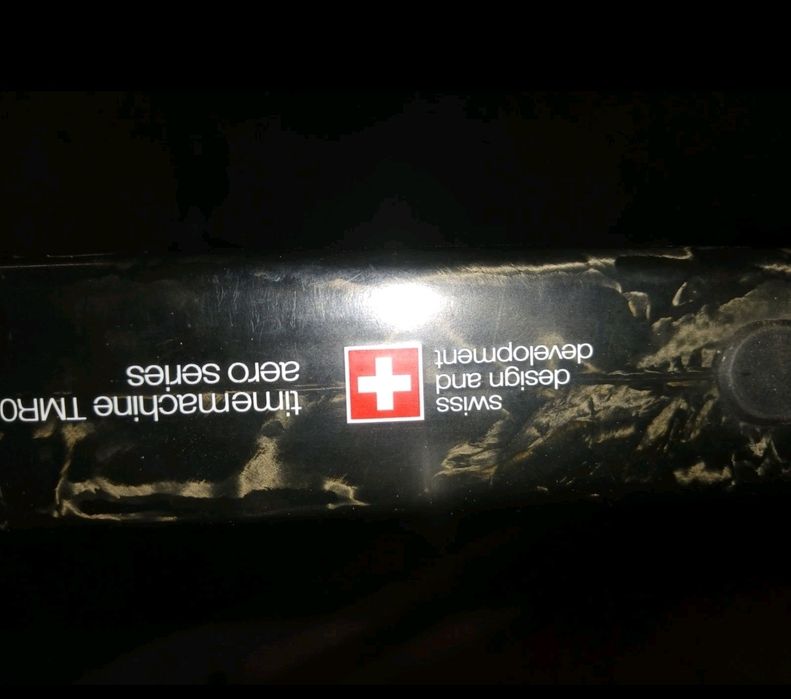 swiss
design and
development
timemachine TMR0
aero series